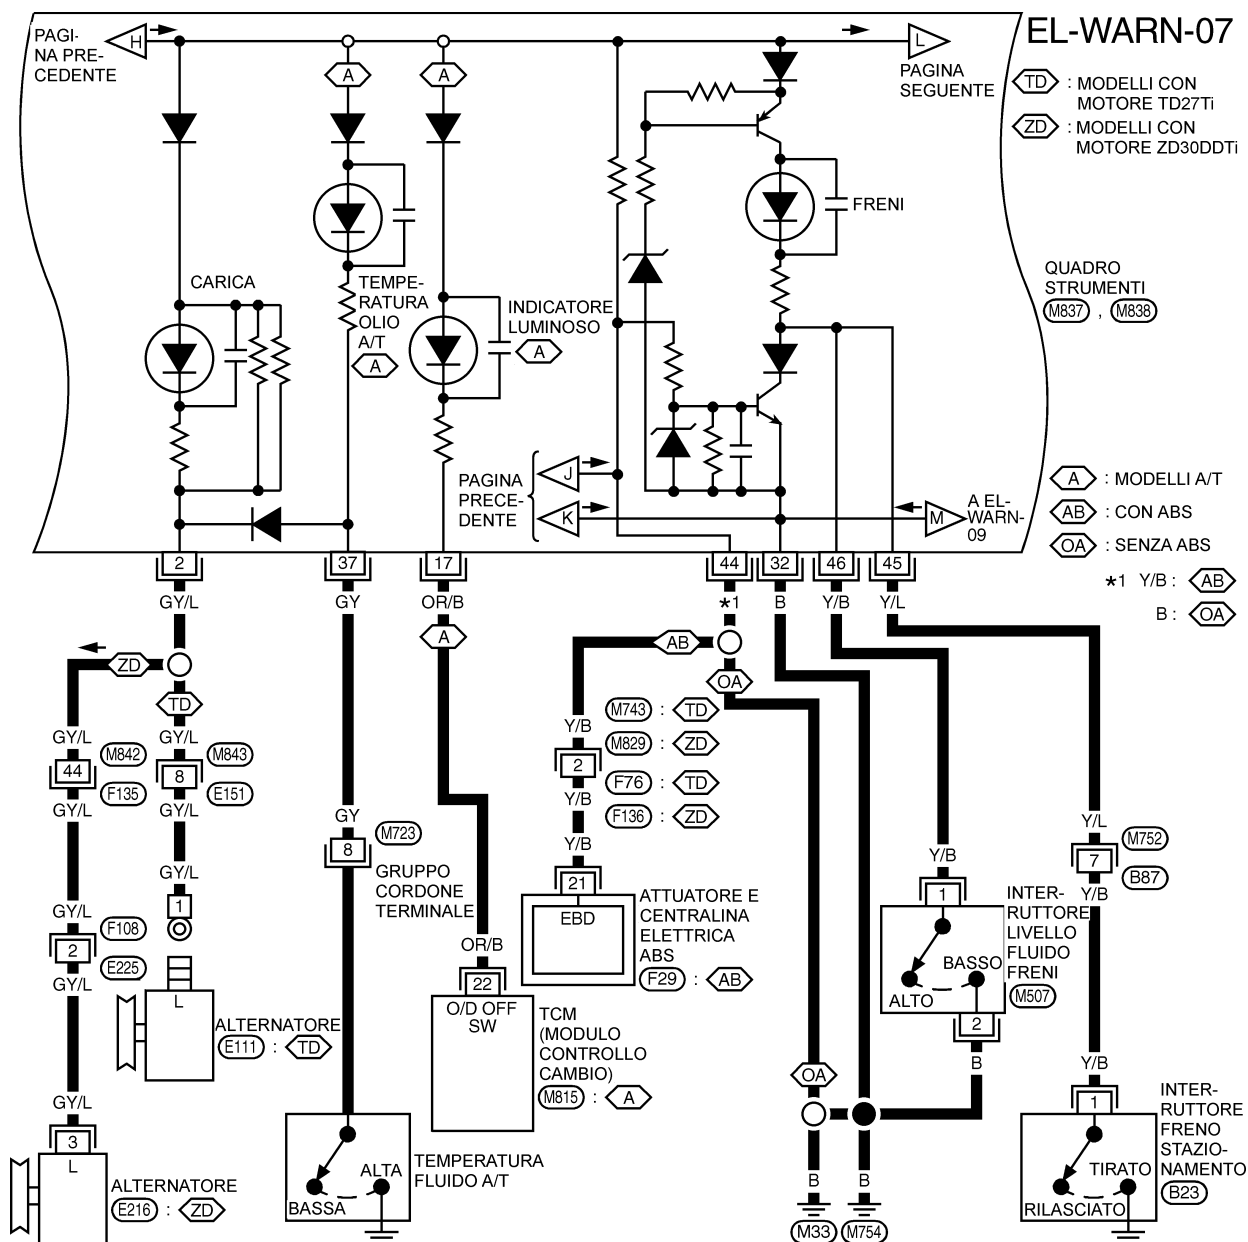 EL-WARN-07
PAGI-
NA PRE-
CEDENTE
H
L
PAGINA
SEGUENTE
TD : MODELLI CON
MOTORE TD27Ti
ZD : MODELLI CON
MOTORE ZD30DDTi
A
A
FRENI
CARICA
TEMPE-
RATURA
OLIO
A/T
A
INDICATORE
LUMINOSO
A
QUADRO
STRUMENTI
M837 , M838
PAGINA
PRECE-
DENTE
J
K
M
A EL-
WARN-
09
A : MODELLI A/T
AB : CON ABS
OA : SENZA ABS
*1 Y/B : AB
B : OA
2 37 17 44 32 46 45
GY/L GY OR/B *1 B Y/B Y/L
A
AB
OA
ZD
TD
GY/L
GY/L
M842
44
F135
GY/L
M843
8
E151
GY/L
GY/L
1
GY/L
F108
2
E225
GY/L
L
ALTERNATORE
E111 : TD
GY/L
3
L
ALTERNATORE
E216 : ZD
GY
M723
8
GRUPPO
CORDONE
TERMINALE
ALTA
BASSA
TEMPERATURA
FLUIDO A/T
OR/B
22
O/D OFF
SW
TCM
(MODULO
CONTROLLO
CAMBIO)
M815 : A
Y/B
2
Y/B
M743 : TD
M829 : ZD
F76 : TD
F136 : ZD
Y/B
21
EBD
ATTUATORE E
CENTRALINA
ELETTRICA
ABS
F29 : AB
OA
B
B
M33
M754
Y/B
1
BASSO
ALTO
2
B
INTER-
RUTTORE
LIVELLO
FLUIDO
FRENI
M507
Y/L
M752
7
B87
Y/B
Y/B
1
TIRATO
RILASCIATO
INTER-
RUTTORE
FRENO
STAZIO-
NAMENTO
B23